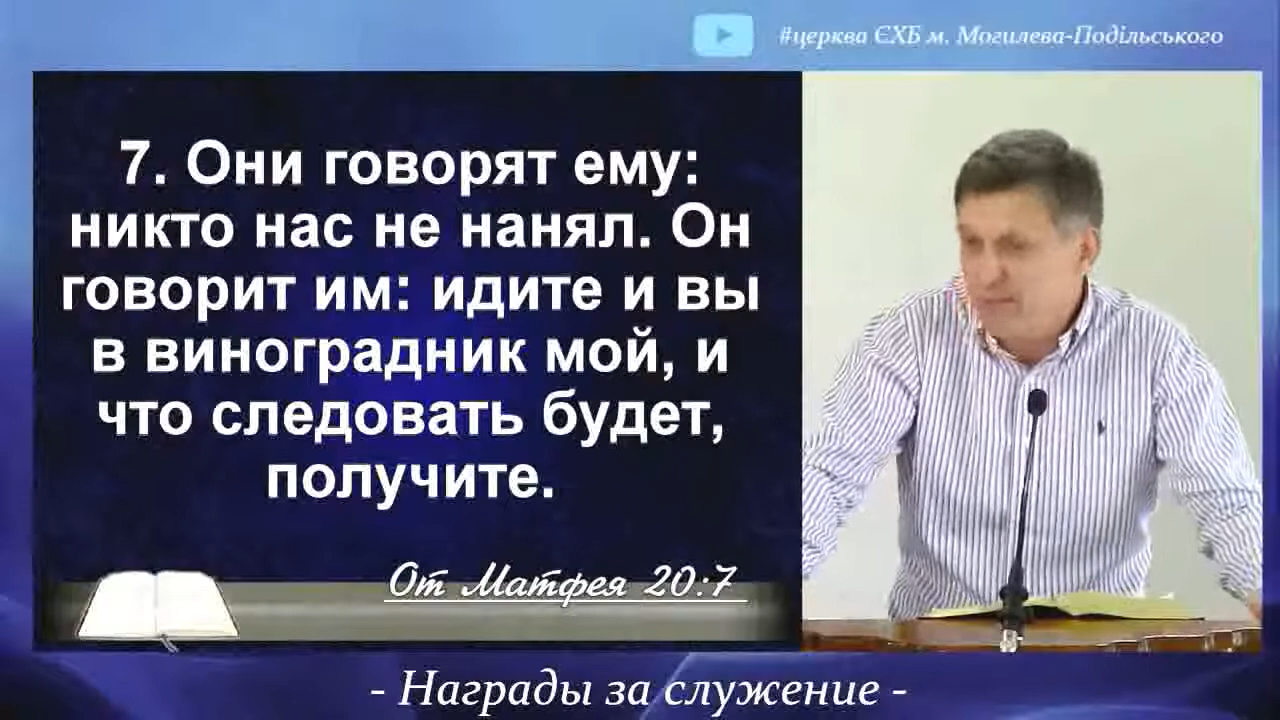 #церква ЄХБ м. Могилева-Подільського
7. Они говорят ему:
никто нас не нанял. Он
говорит им: идите и вы
в виноградник мой, и
что следовать будет,
получите.
От Матфея 20:7
- Награды за служение -